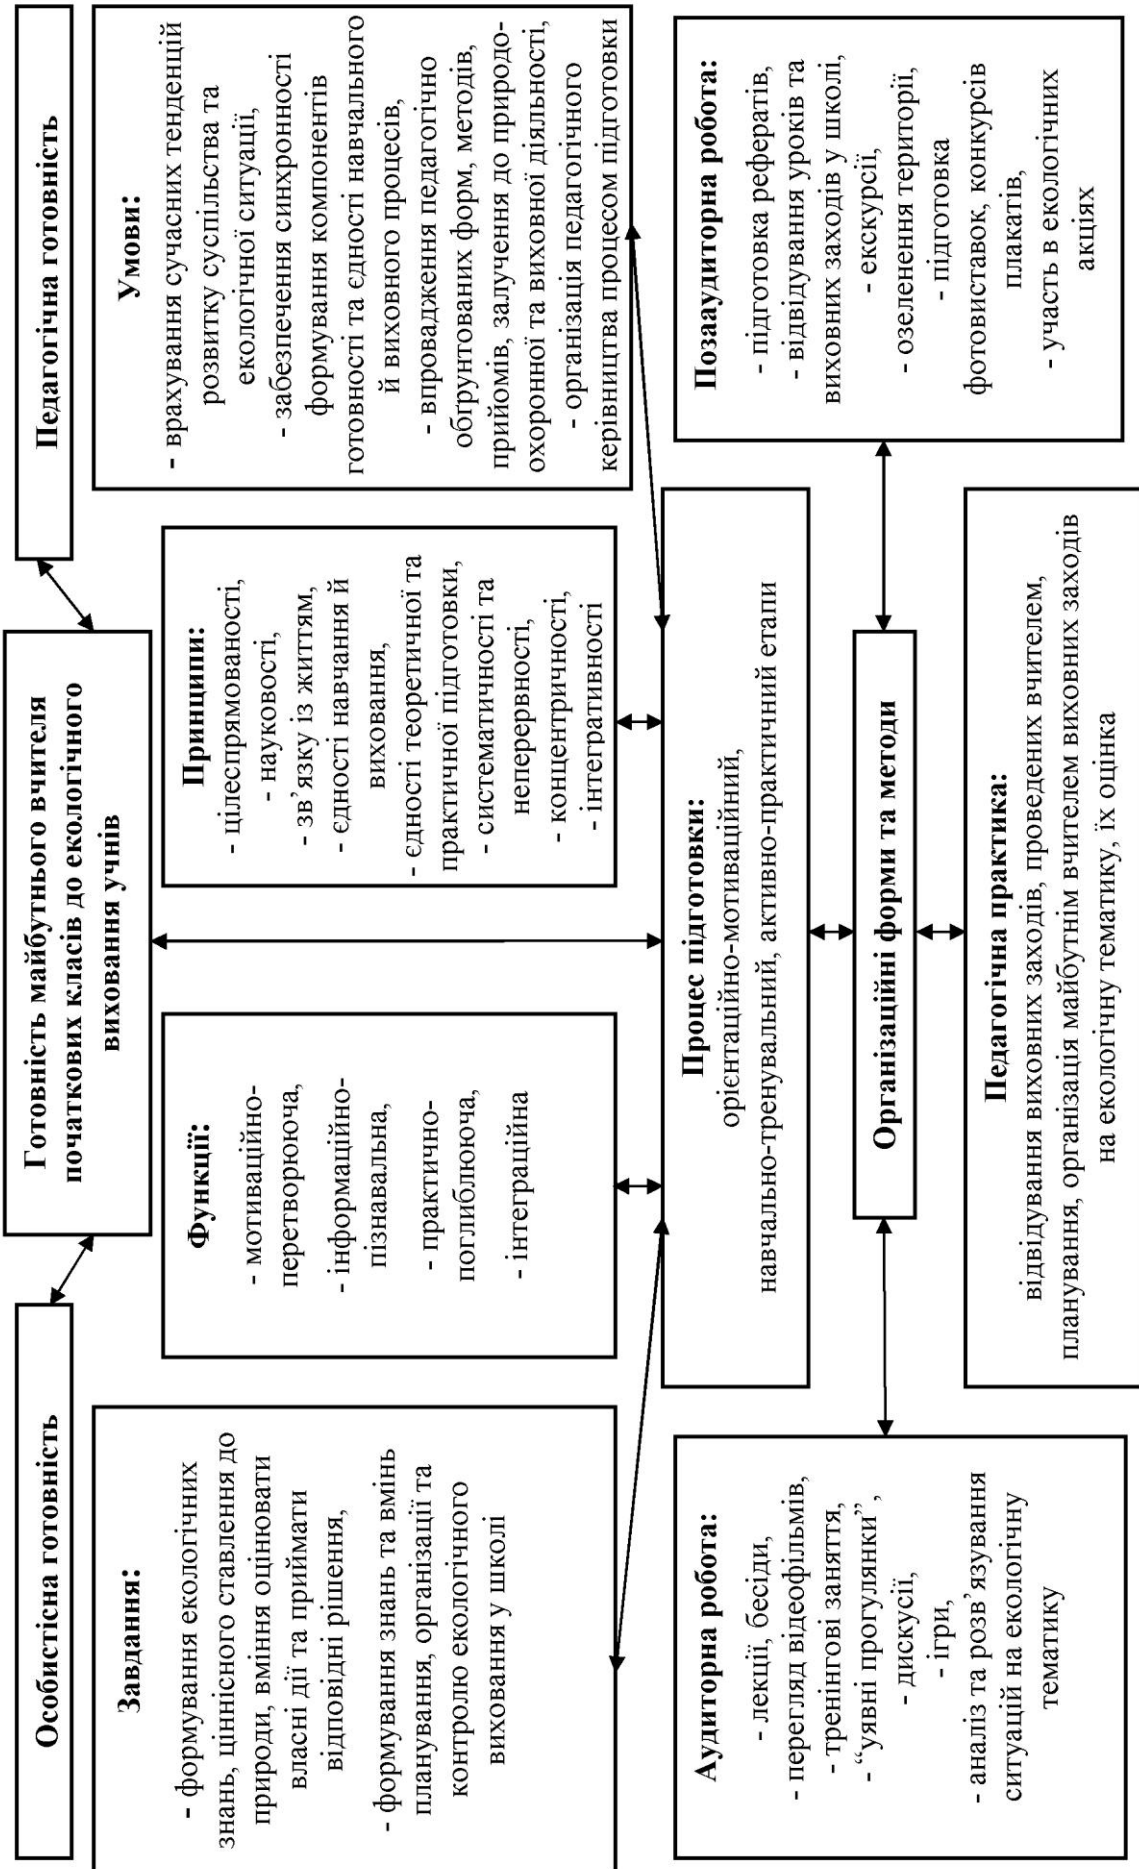 Особистісна готовність
Готовність майбутнього вчителя
початкових класів до екологічного
виховання учнів
Педагогічна готовність
Завдання:
- формування екологічних
знань, ціннісного ставлення до
природи, вміння оцінювати
власні дії та приймати
відповідні рішення,
- формування знань та вмінь
планування, організації та
контролю екологічного
виховання у школі
Функції:
- мотиваційно-
перетворююча,
- інформаційно-
пізнавальна,
- практично-
поглиблююча,
- інтеграційна
Принципи:
- цілеспрямованості,
- науковості,
- зв’язку із життям,
- єдності навчання й
виховання,
- єдності теоретичної та
практичної підготовки,
- систематичності та
неперервності,
- концентричності,
- інтегративності
Умови:
- врахування сучасних тенденцій
розвитку суспільства та
екологічної ситуації,
- забезпечення синхронності
формування компонентів
готовності та єдності навчального
й виховного процесів,
- впровадження педагогічно
обґрунтованих форм, методів,
прийомів, залучення до природо-
охоронної та виховної діяльності,
- організація педагогічного
керівництва процесом підготовки
Процес підготовки:
орієнтаційно-мотиваційний,
навчально-тренувальний, активно-практичний етапи
Аудиторна робота:
- лекції, бесіди,
- перегляд відеофільмів,
- тренінгові заняття,
- “уявні прогулянки” ,
- дискусії,
- ігри,
- аналіз та розв’язування
ситуацій на екологічну
тематику
Організаційні форми та методи
Позааудиторна робота:
- підготовка рефератів,
- відвідування уроків та
виховних заходів у школі,
- екскурсії,
- озеленення території,
- підготовка
фотовиставок, конкурсів
плакатів,
- участь в екологічних
акціях
Педагогічна практика:
відвідування виховних заходів, проведених вчителем,
планування, організація майбутнім вчителем виховних заходів
на екологічну тематику, їх оцінка